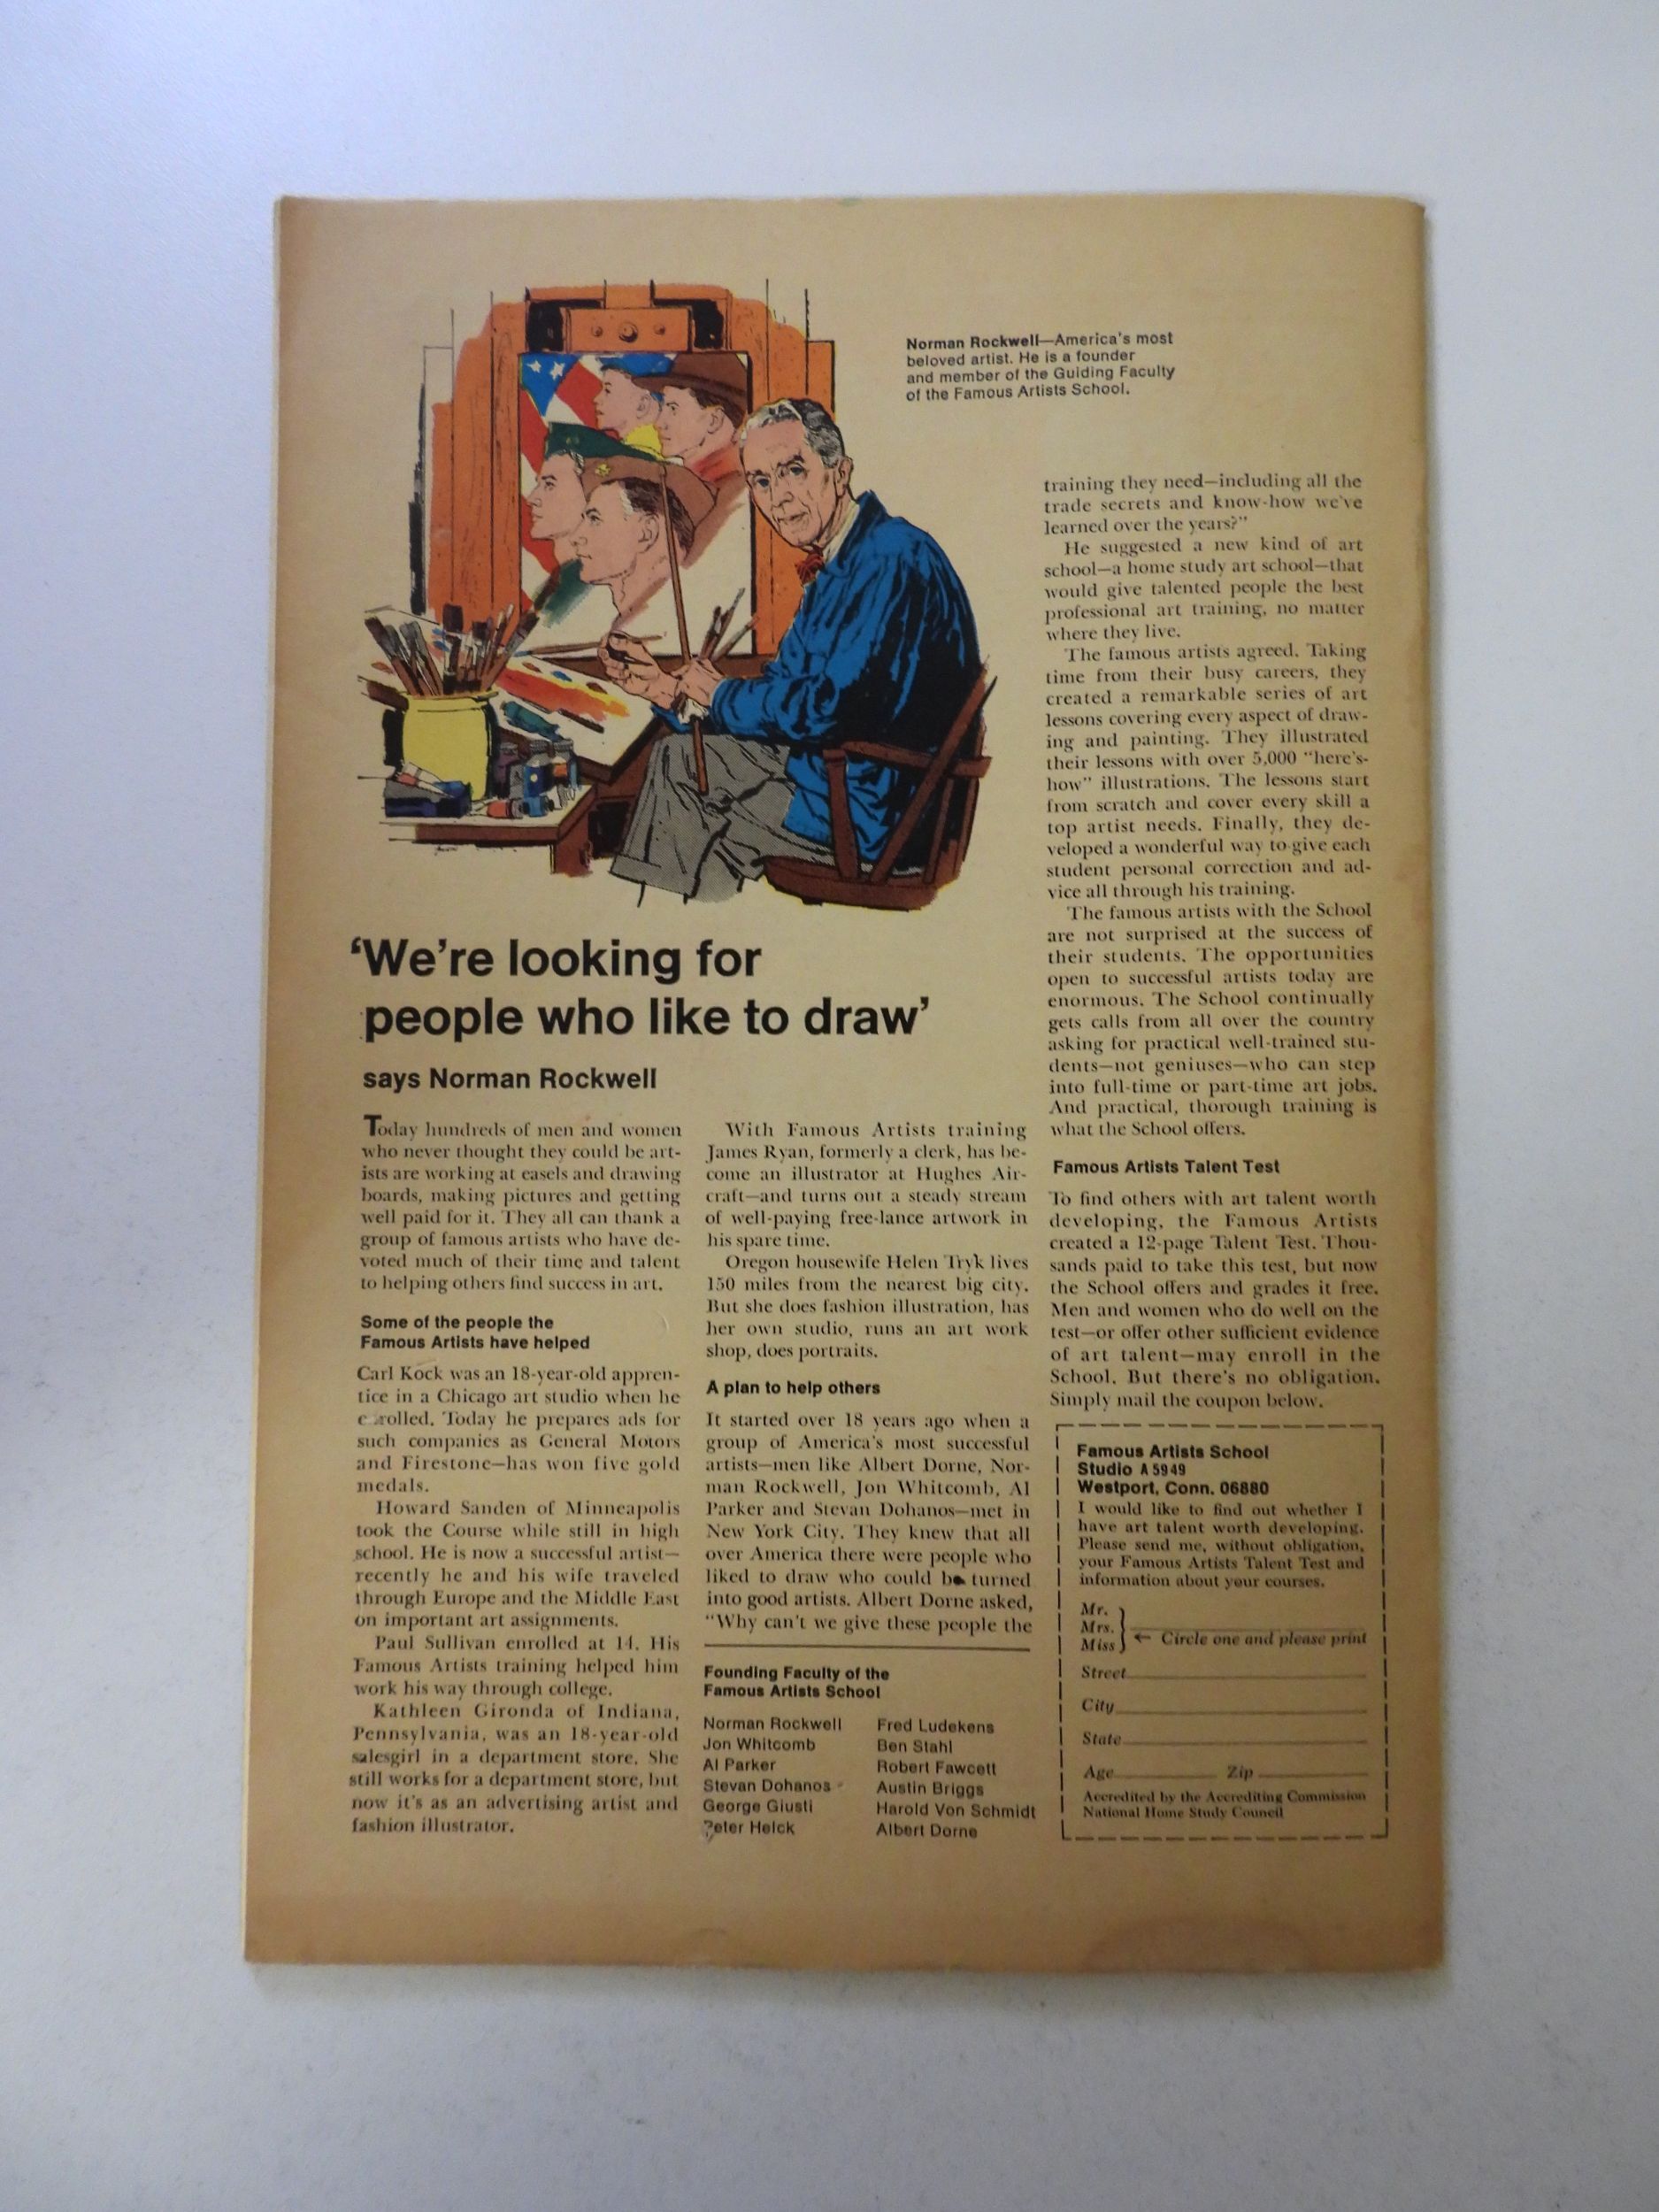 Norman Rockwell—America's most
beloved artist. He is a founder
and member of the Guiding Faculty
of the Famous Artists School.
'We're looking for
people who like to draw'
says Norman Rockwell
Today hundreds of men and women
who never thought they could be art-
ists are working at easels and drawing
boards, making pictures and getting
well paid for it. They all can thank a
group of famous artists who have de-
voted much of their time and talent
to helping others find success in art.
Some of the people the
Famous Artists have helped
Carl Kock was an 18-year-old appren-
tice in a Chicago art studio when he
enrolled. Today he prepares ads for
such companies as General Motors
and Firestone—has won five gold
medals.
Howard Sanden of Minneapolis
took the Course while still in high
school. He is now a successful artist—
recently he and his wife traveled
through Europe and the Middle East
on important art assignments.
Paul Sullivan enrolled at 14. His
Famous Artists training helped him
work his way through college.
Kathleen Gironda of Indiana,
Pennsylvania, was an 18-year-old
salesgirl in a department store. She
still works for a department store, but
now it's as an advertising artist and
fashion illustrator.
With Famous Artists training
James Ryan, formerly a clerk, has be-
come an illustrator at Hughes Air-
craft—and turns out a steady stream
of well-paying free-lance artwork in
his spare time.
Oregon housewife Helen Tryk lives
150 miles from the nearest big city.
But she does fashion illustration, has
her own studio, runs an art work
shop, does portraits.
A plan to help others
It started over 18 years ago when a
group of America's most successful
artists—men like Albert Dorne, Nor-
man Rockwell, Jon Whitcomb, Al
Parker and Stevan Dohanos—met in
New York City. They knew that all
over America there were people who
liked to draw who could be turned
into good artists. Albert Dorne asked,
"Why can't we give these people the
training they need—including all the
trade secrets and know-how we've
learned over the years?"
He suggested a new kind of art
school—a home study art school—that
would give talented people the best
professional art training, no matter
where they live.
The famous artists agreed. Taking
time from their busy careers, they
created a remarkable series of art
lessons covering every aspect of draw-
ing and painting. They illustrated
their lessons with over 5,000 "here's-
how" illustrations. The lessons start
from scratch and cover every skill a
top artist needs. Finally, they de-
veloped a wonderful way to give each
student personal correction and ad-
vice all through his training.
The famous artists with the School
are not surprised at the success of
their students. The opportunities
open to successful artists today are
enormous. The School continually
gets calls from all over the country
asking for practical well-trained stu-
dents—not geniuses—who can step
into full-time or part-time art jobs.
And practical, thorough training is
what the School offers.
Famous Artists Talent Test
To find others with art talent worth
developing, the Famous Artists
created a 12-page Talent Test. Thou-
sands paid to take this test, but now
the School offers and grades it free.
Men and women who do well on the
test—or offer other sufficient evidence
of art talent—may enroll in the
School. But there's no obligation.
Simply mail the coupon below.
Founding Faculty of the
Famous Artists School
Norman Rockwell
Jon Whitcomb
Al Parker
Stevan Dohanos
George Giusti
Peter Helck
Fred Ludekens
Ben Stahl
Robert Fawcett
Austin Briggs
Harold Von Schmidt
Albert Dorne
Famous Artists School
Studio A 5949
Westport, Conn. 06880
I would like to find out whether I
have art talent worth developing.
Please send me, without obligation,
your Famous Artists Talent Test and
information about your courses.
Mr.
Mrs.
Miss
← Circle one and please print
Street
City
State
Age Zip
Accredited by the Accrediting Commission
National Home Study Council